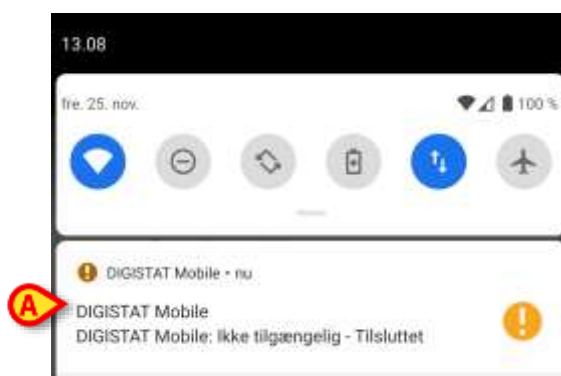 13.08
fre. 25. nov.
100 %
DIGISTAT Mobile • nu
A
DIGISTAT Mobile
DIGISTAT Mobile: Ikke tilgængelig - Tilsluttet